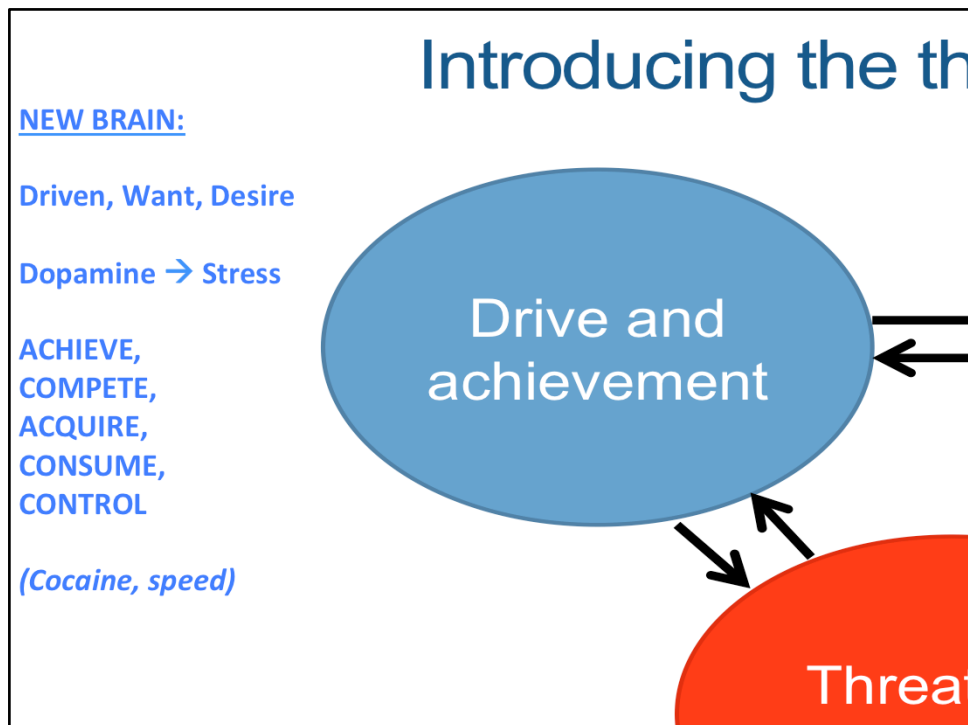 Introducing the th
NEW BRAIN:
Driven, Want, Desire
Dopamine → Stress
ACHIEVE,
COMPETE,
ACQUIRE,
CONSUME,
CONTROL
(Cocaine, speed)
Drive and
achievement
Threat